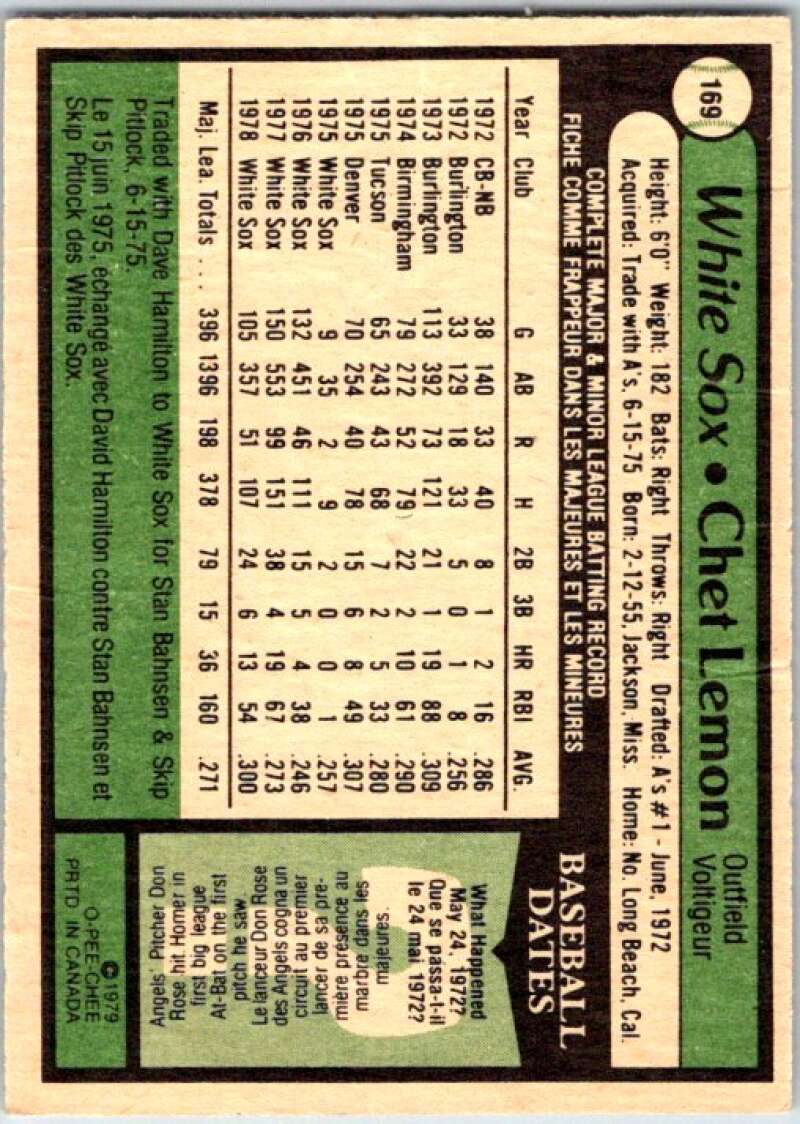 169
White Sox • Chet Lemon
Outfield
Voltigeur
Height: 6'0" Weight: 182 Bats: Right Throws: Right Drafted: A's #1 - June, 1972
Acquired: Trade with A's, 6-15-75 Born: 2-12-55, Jackson, Miss. Home: No. Long Beach, Cal.
COMPLETE MAJOR & MINOR LEAGUE BATTING RECORD
FICHE COMME FRAPPEUR DANS LES MAJEURES ET LES MINEURES
Year Club G AB R H 2B 3B HR RBI AVG.
1972 CB-NB 38 140 33 40 8 1 2 16 .286
1972 Burlington 33 129 18 33 5 0 1 8 .256
1973 Burlington 113 392 73 121 21 1 19 88 .309
1974 Birmingham 79 272 52 79 22 2 10 61 .290
1975 Tucson 65 243 43 68 7 2 5 33 .280
1975 Denver 70 254 40 78 15 6 8 49 .307
1975 White Sox 9 35 2 9 2 0 0 1 .257
1976 White Sox 132 451 46 111 15 5 4 38 .246
1977 White Sox 150 553 99 151 38 4 19 67 .273
1978 White Sox 105 357 51 107 24 6 13 54 .300
Maj. Lea. Totals ... 396 1396 198 378 79 15 36 160 .271
Traded with Dave Hamilton to White Sox for Stan Bahnsen & Skip
Pitlock, 6-15-75.
Le 15 juin 1975, echangé avec David Hamilton contre Stan Bahnsen et
Skip Pitlock des White Sox.
BASEBALL
DATES
What Happened
May 24, 1972?
Que se passa-t-il
le 24 mai, 1972?
Angels' Pitcher Don
Rose hit Homer in
first big league
At-Bat on the first
pitch he saw.
Le lanceur Don Rose
des Angels cogna un
circuit au premier
lancer de sa pre-
mière présence au
marbre dans les
majeures.
©1979
O-PEE-CHEE
PRTD IN CANADA